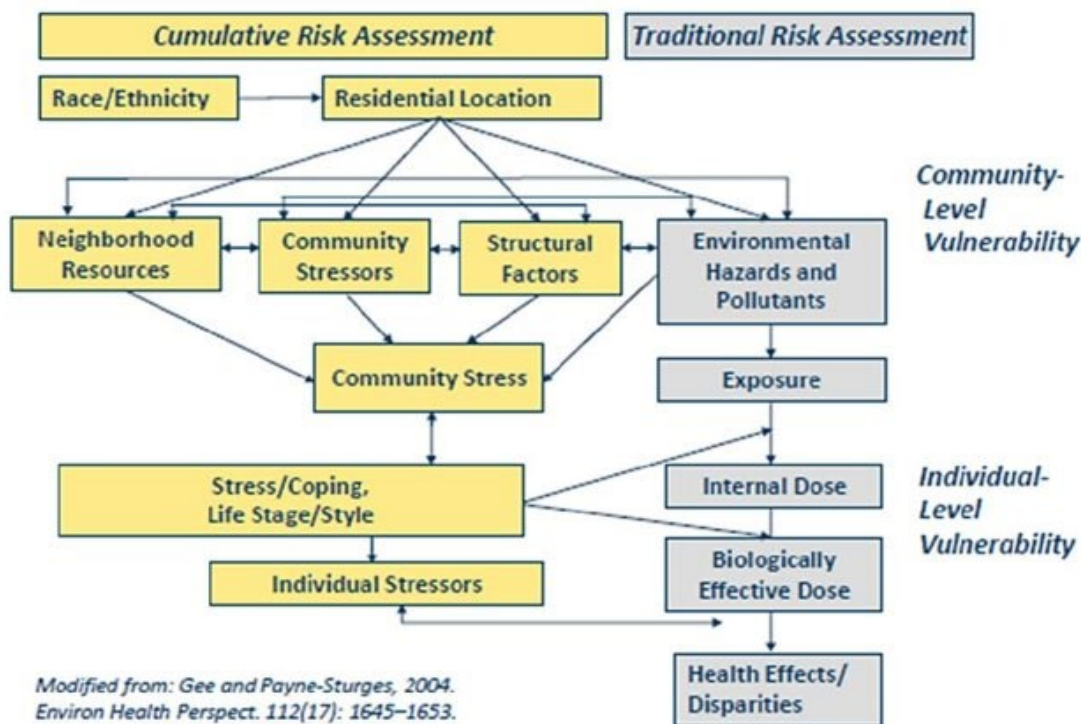 Cumulative Risk Assessment
Traditional Risk Assessment
Race/Ethnicity
Residential Location
Community-
Level
Vulnerability
Neighborhood
Resources
Community
Stressors
Structural
Factors
Environmental
Hazards and
Pollutants
Community Stress
Exposure
Stress/Coping,
Life Stage/Style
Internal Dose
Individual-
Level
Vulnerability
Individual Stressors
Biologically
Effective Dose
Health Effects/
Disparities
Modified from: Gee and Payne-Sturges, 2004.
Environ Health Perspect. 112(17): 1645–1653.